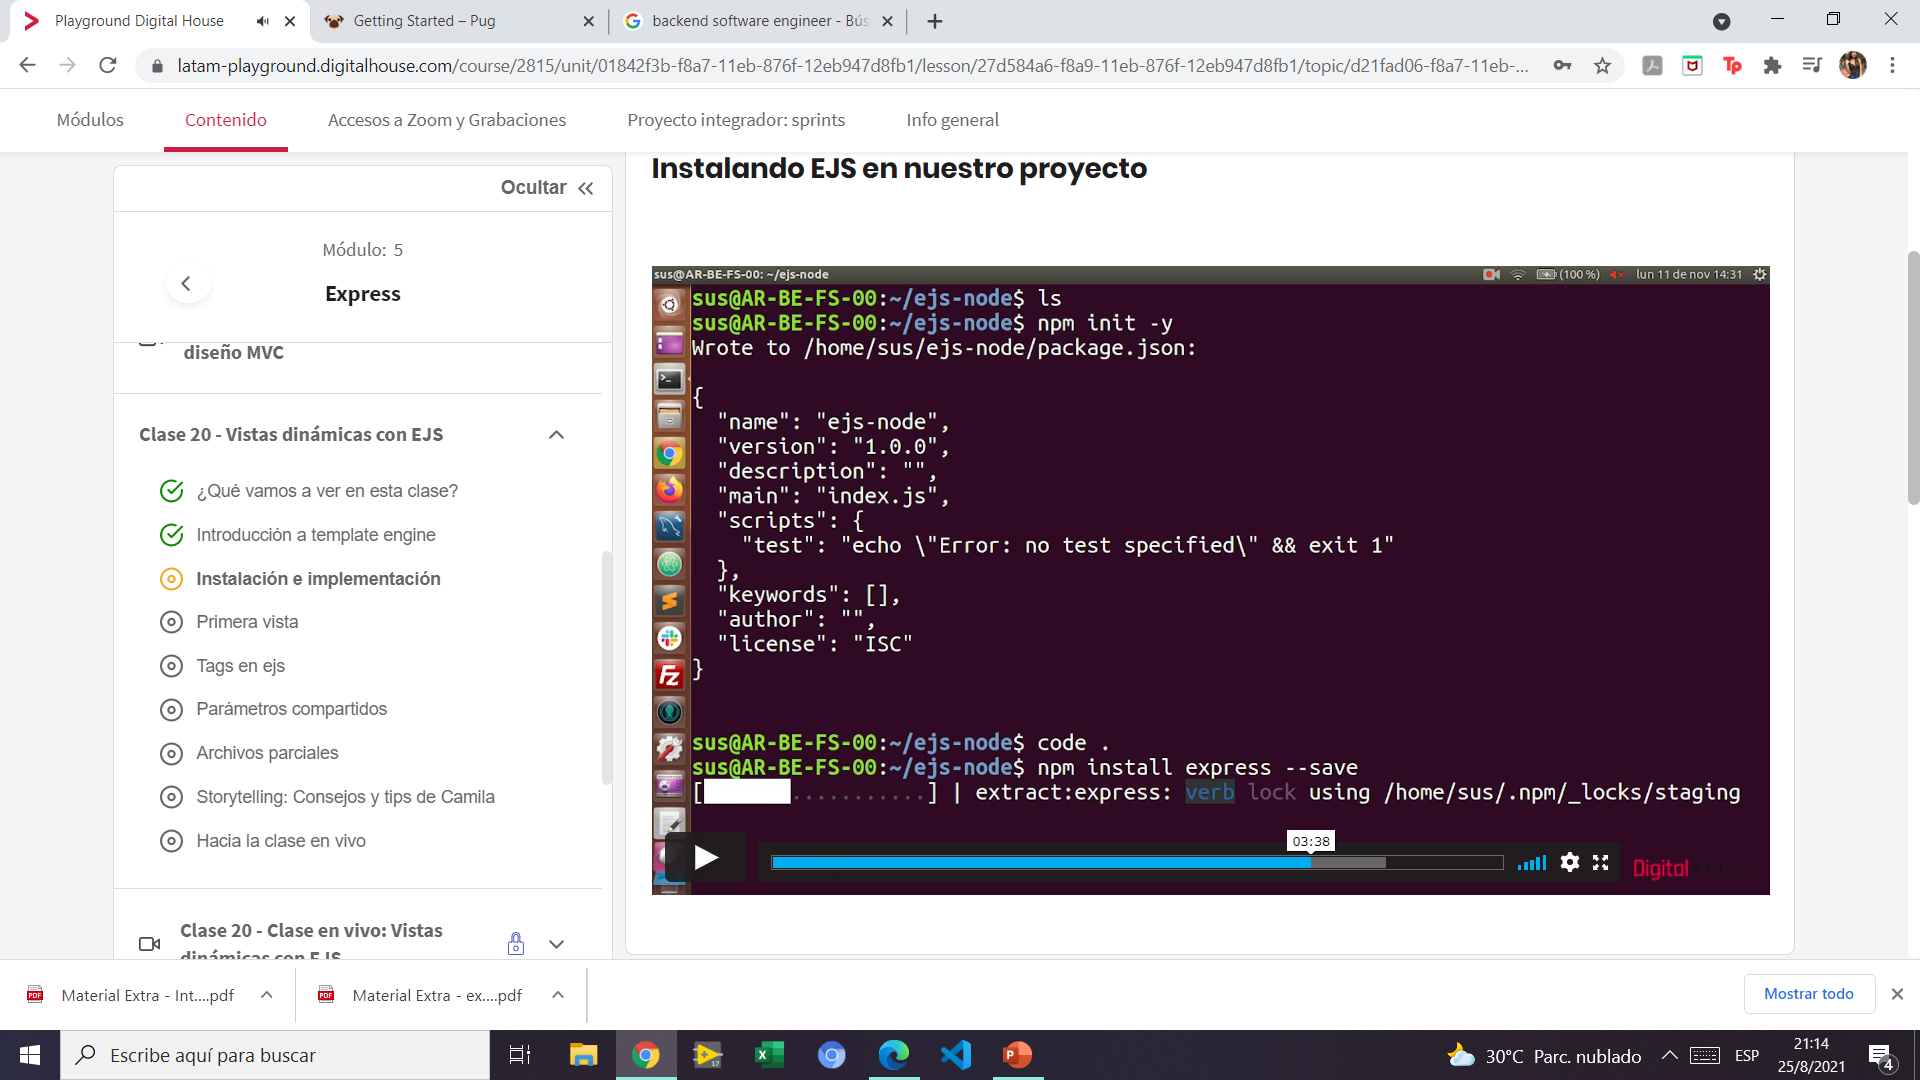 Playground Digital House
Getting Started – Pug
backend software engineer - Bús
latam-playground.digitalhouse.com/course/2815/unit/01842f3b-f8a7-11eb-876f-12eb947d8fb1/lesson/27d584a6-f8a9-11eb-876f-12eb947d8fb1/topic/d21fad06-f8a7-11eb-...
Tp
Módulos
Contenido
Accesos a Zoom y Grabaciones
Proyecto integrador: sprints
Info general
Ocultar
Módulo: 5
Express
diseño MVC
Clase 20 - Vistas dinámicas con EJS
¿Qué vamos a ver en esta clase?
Introducción a template engine
Instalación e implementación
Primera vista
Tags en ejs
Parámetros compartidos
Archivos parciales
Storytelling: Consejos y tips de Camila
Hacia la clase en vivo
Clase 20 - Clase en vivo: Vistas
dinámicas con EJS
Instalando EJS en nuestro proyecto
sus@AR-BE-FS-00: ~/ejs-node
(100 %)
lun 11 de nov 14:31
sus@AR-BE-FS-00:~/ejs-node$ ls
sus@AR-BE-FS-00:~/ejs-node$ npm init -y
Wrote to /home/sus/ejs-node/package.json:
{
"name": "ejs-node",
"version": "1.0.0",
"description": "",
"main": "index.js",
"scripts": {
"test": "echo \"Error: no test specified\" && exit 1"
},
"keywords": [],
"author": "",
"license": "ISC"
}
sus@AR-BE-FS-00:~/ejs-node$ code .
sus@AR-BE-FS-00:~/ejs-node$ npm install express --save
[...........] | extract:express: verb lock using /home/sus/.npm/_locks/staging
03:38
Digital
Fz
PDF
Material Extra - Int....pdf
PDF
Material Extra - ex....pdf
Mostrar todo
Escribe aquí para buscar
30°C Parc. nublado
ESP
21:14
25/8/2021
4